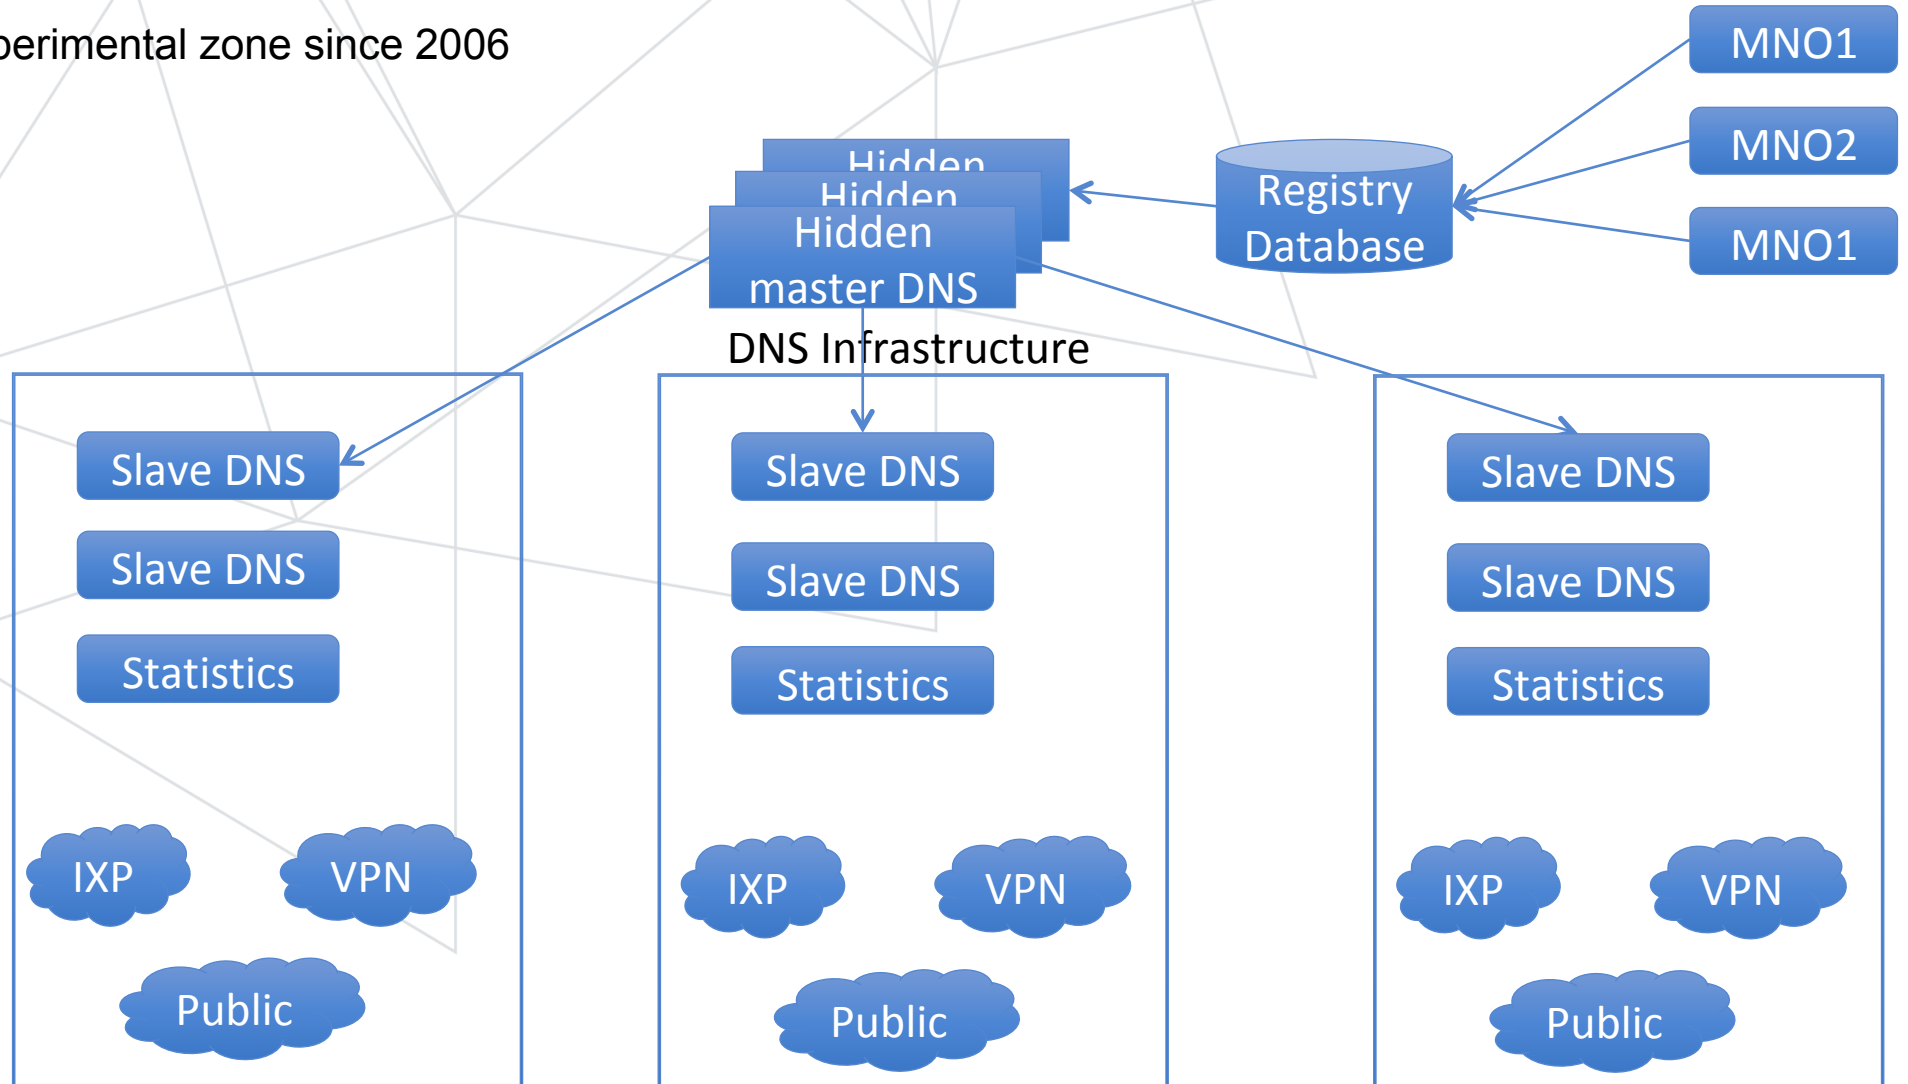 perimental zone since 2006
MNO1
MNO2
MNO1
Registry
Database
Hidden
Hidden
Hidden
master DNS
DNS Infrastructure
Slave DNS
Slave DNS
Statistics
IXP
VPN
Public
Slave DNS
Slave DNS
Statistics
IXP
VPN
Public
Slave DNS
Slave DNS
Statistics
IXP
VPN
Public